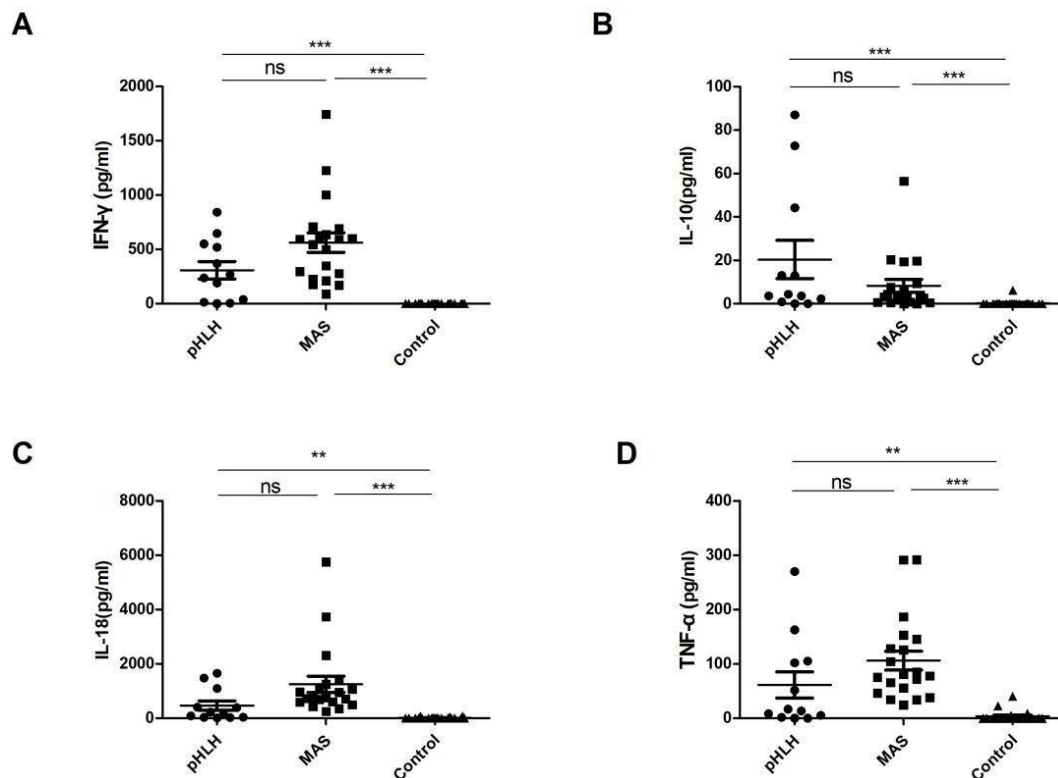 A
***
ns ***
IFN-γ (pg/ml)
2000
1500
1000
500
0
pHLH MAS Control
B
***
ns ***
IL-10(pg/ml)
100
80
60
40
20
0
pHLH MAS Control
C
**
ns ***
IL-18(pg/ml)
8000
6000
4000
2000
0
pHLH MAS Control
D
**
ns ***
TNF-α (pg/ml)
400
300
200
100
0
pHLH MAS Control